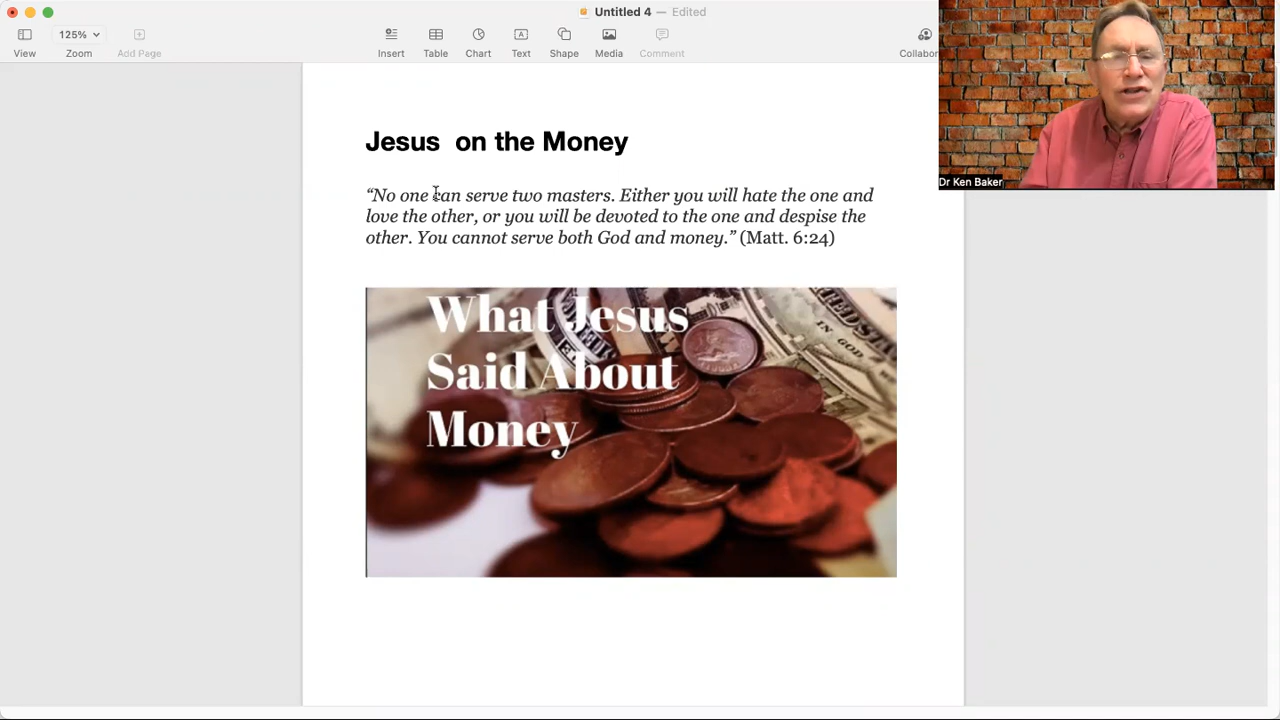 Untitled 4 — Edited
125%
View
Zoom
Add Page
Insert
Table
Chart
Text
Shape
Media
Comment
Collabor
Jesus  on the Money
“No one can serve two masters. Either you will hate the one and
love the other, or you will be devoted to the one and despise the
other. You cannot serve both God and money.” (Matt. 6:24)
What Jesus
Said About
Money
IN GOD
Dr Ken Baker